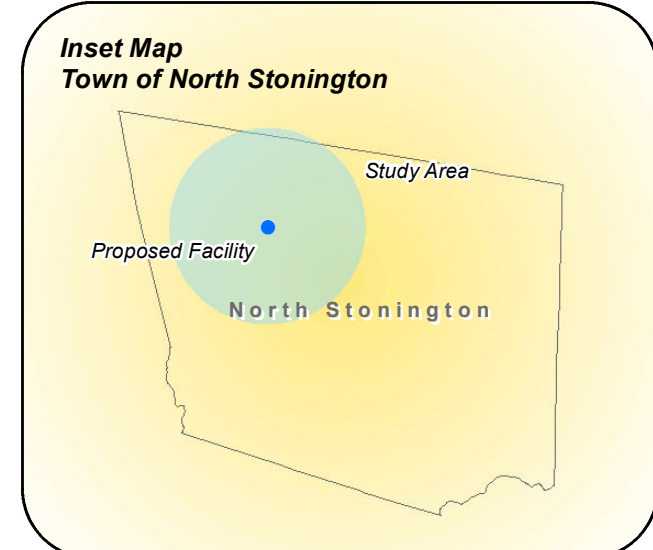 Inset Map
Town of North Stonington
Study Area
Proposed Facility
North Stonington